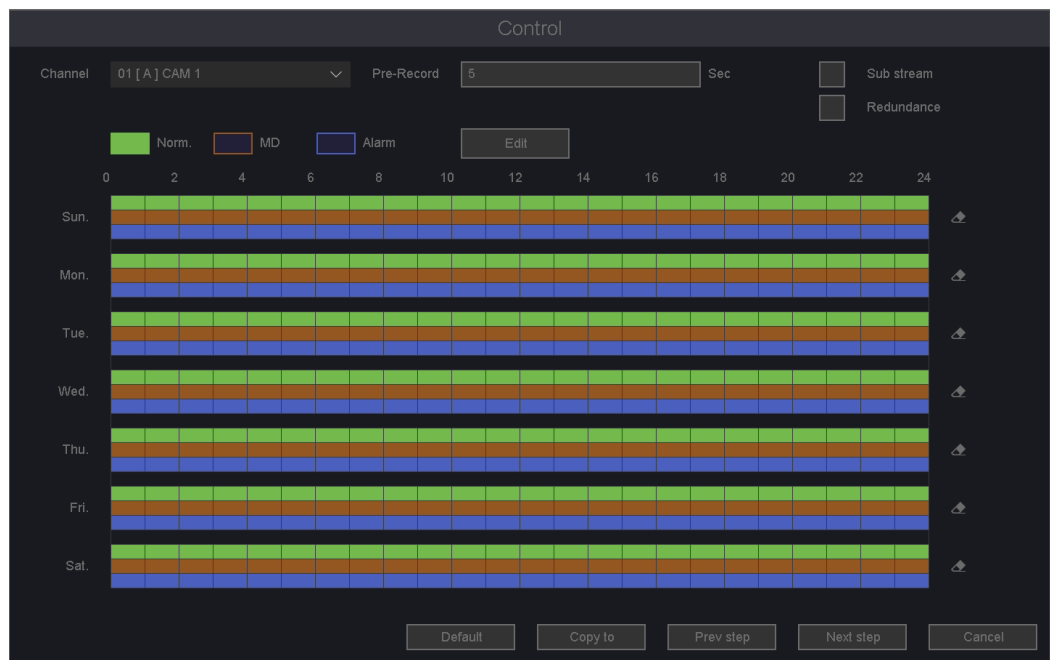 Control
Channel 01 [ A ] CAM 1 Pre-Record 5 Sec Sub stream
Redundance
Norm. MD Alarm Edit
0 2 4 6 8 10 12 14 16 18 20 22 24
Sun.
Mon.
Tue.
Wed.
Thu.
Fri.
Sat.
Default Copy to Prev step Next step Cancel